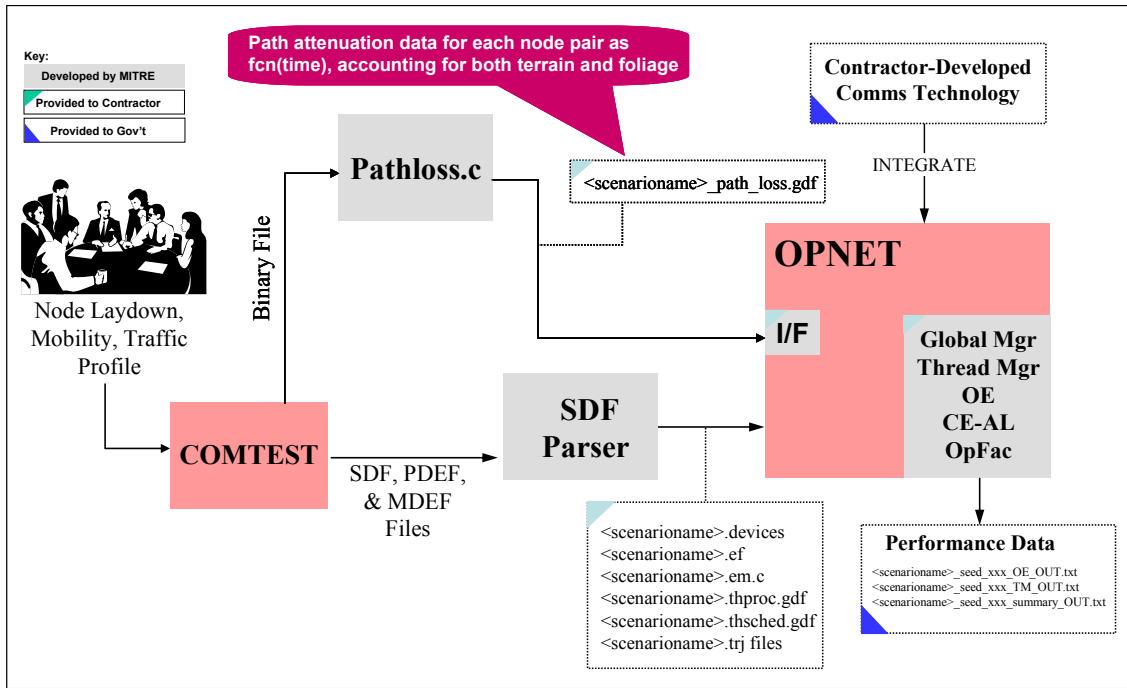 Key:
Developed by MITRE
Provided to Contractor
Provided to Gov't
Path attenuation data for each node pair as
fcn(time), accounting for both terrain and foliage
Contractor-Developed
Comms Technology
INTEGRATE
Pathloss.c
<scenarioname>_path_loss.gdf
Binary File
Node Laydown,
Mobility, Traffic
Profile
OPNET
I/F
Global Mgr
Thread Mgr
OE
CE-AL
OpFac
COMTEST
SDF, PDEF,
& MDEF
Files
SDF
Parser
<scenarioname>.devices
<scenarioname>.ef
<scenarioname>.em.c
<scenarioname>.thproc.gdf
<scenarioname>.thsched.gdf
<scenarioname>.trj files
Performance Data
<scenarioname>_seed_xxx_OE_OUT.txt
<scenarioname>_seed_xxx_TM_OUT.txt
<scenarioname>_seed_xxx_summary_OUT.txt